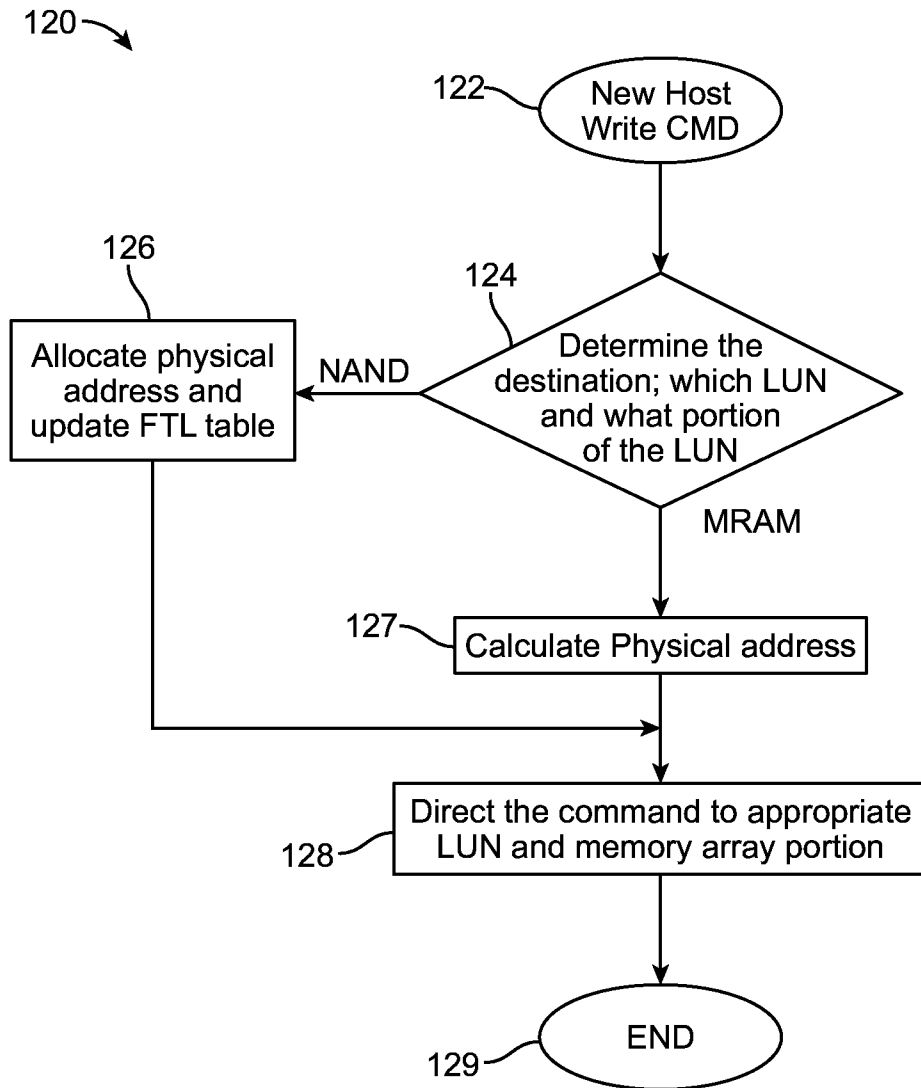 120
122
New Host
Write CMD
126
124
Allocate physical
address and
update FTL table
NAND
Determine the
destination; which LUN
and what portion
of the LUN
MRAM
127
Calculate Physical address
Direct the command to appropriate
LUN and memory array portion
128
END
129